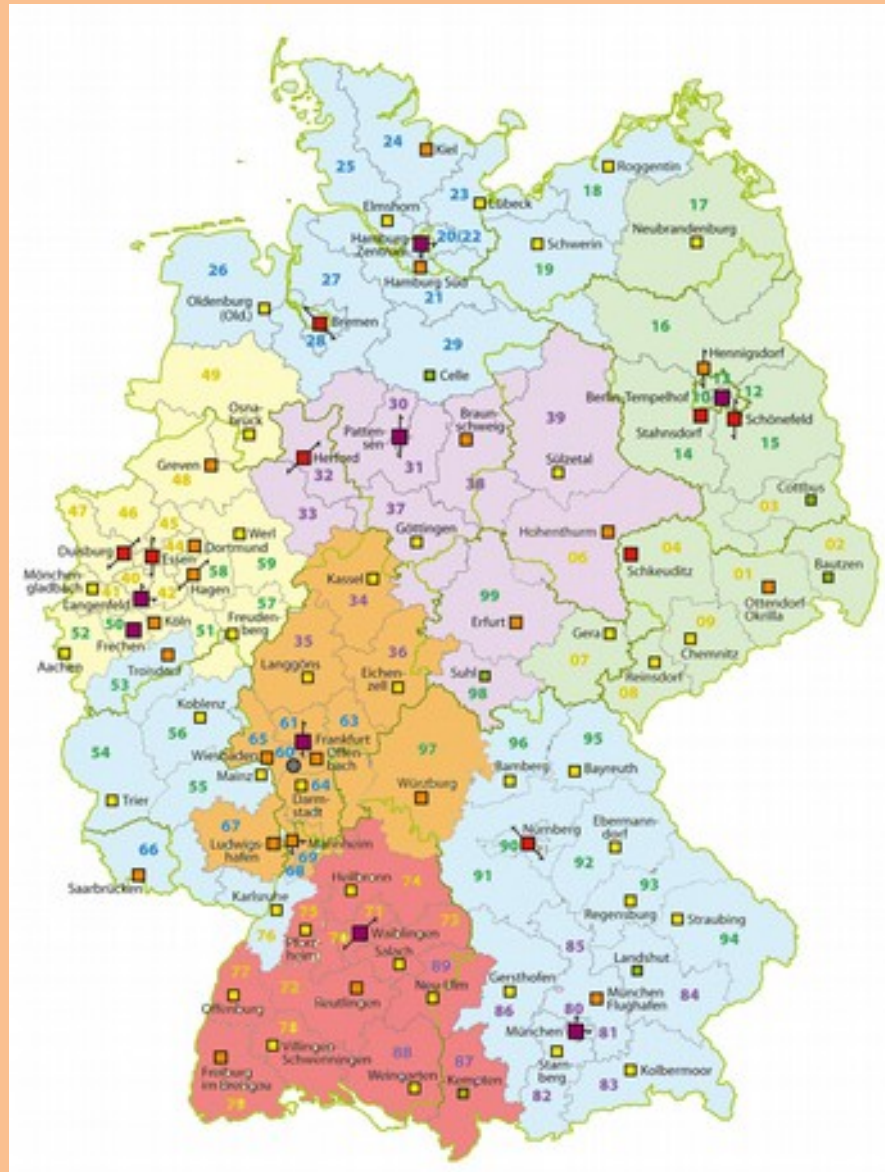 24
Kiel
25
Roggentin
18
17
23
Lübeck
Elmshorn
Neubrandenburg
Hamburg
Zentrum
20/22
Schwerin
26
19
Hamburg Süd
27
21
Oldenburg
(Old.)
Bremen
16
28
29
Hennigsdorf
49
Celle
13
12
Berlin-Tempelhof
10
30
39
Schönefeld
Osna-
brück
Braun-
schweig
Patten-
sen
Stahnsdorf
15
Herford
31
14
Greven
48
32
Sülzetal
38
Cottbus
47
46
33
37
03
45
Göttingen
Werl
Hohenthurm
44
Dortmund
Duisburg
Essen
06
04
02
59
Schkeuditz
58
Bautzen
Mönchen-
gladbach
40
Hagen
Kassel
99
01
41
42
Langenfeld
34
57
Ottendorf-
Okrilla
50
Köln
Freuden-
berg
Erfurt
09
52
51
Gera
Frechen
35
36
Chemnitz
Aachen
Troisdorf
Langgöns
07
Reinsdorf
53
Eichen-
zell
Suhl
98
08
Koblenz
61
63
56
Frankfurt
95
54
65
96
97
Wiesbaden
60
Offen-
bach
Bamberg
Bayreuth
55
Mainz
64
Trier
Würzburg
Darm-
stadt
67
Nürnberg
Ebermann-
dorf
66
Ludwigs-
hafen
Mannheim
90
69
92
68
91
Saarbrücken
Heilbronn
74
93
Karlsruhe
Regensburg
75
71
73
Straubing
76
Pforz-
heim
70
Waiblingen
94
85
Salach
77
89
Landshut
Gersthofen
72
Neu-Ulm
84
Offenburg
Reutlingen
86
80
München
Flughafen
78
München
81
Villingen
Schwenningen
88
87
Starn-
berg
Freiburg
im Breisgau
Weingarten
Kempten
Kolbermoor
83
82
79